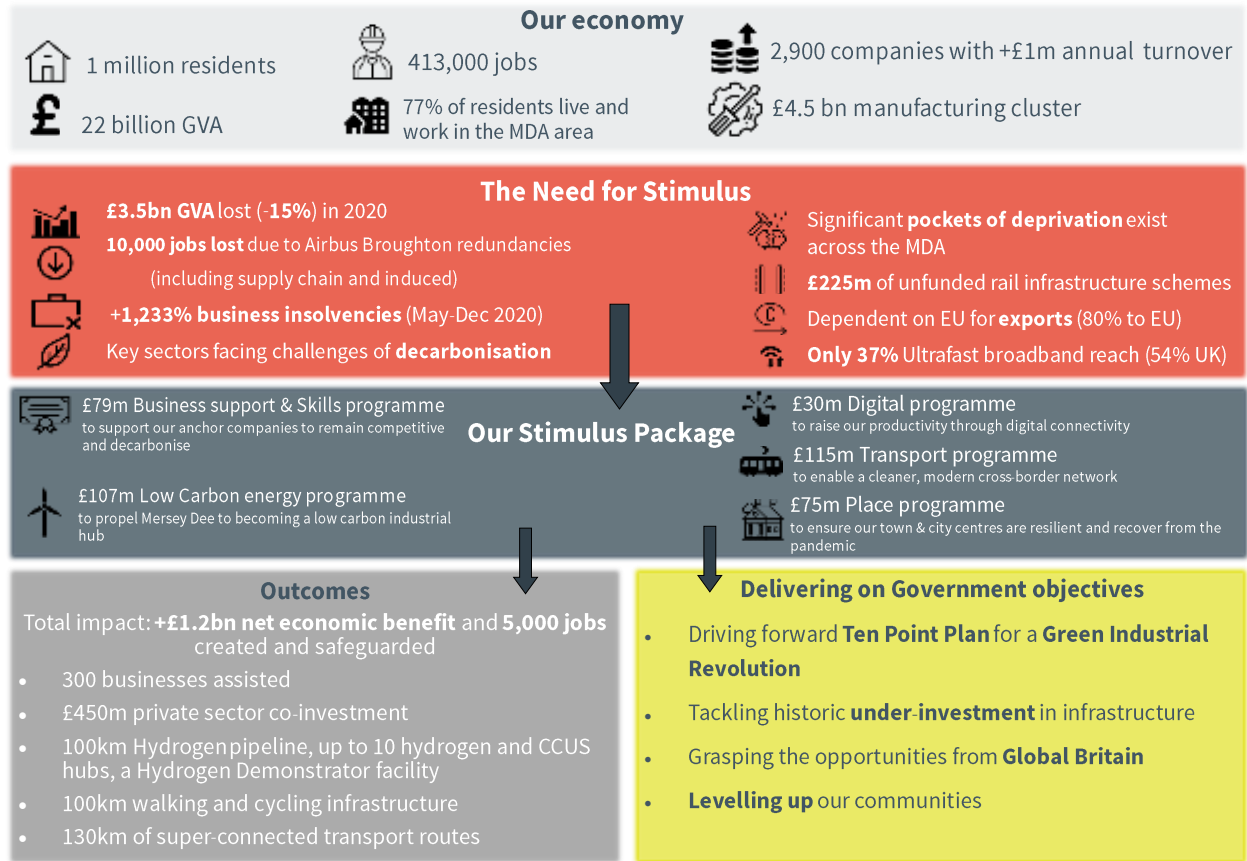 Our economy
1 million residents
413,000 jobs
2,900 companies with +£1m annual turnover
22 billion GVA
77% of residents live and
work in the MDA area
£4.5 bn manufacturing cluster
The Need for Stimulus
£3.5bn GVA lost (-15%) in 2020
10,000 jobs lost due to Airbus Broughton redundancies
(including supply chain and induced)
+1,233% business insolvencies (May-Dec 2020)
Key sectors facing challenges of decarbonisation
Significant pockets of deprivation exist
across the MDA
£225m of unfunded rail infrastructure schemes
Dependent on EU for exports (80% to EU)
Only 37% Ultrafast broadband reach (54% UK)
Our Stimulus Package
£79m Business support & Skills programme
to support our anchor companies to remain competitive
and decarbonise
£107m Low Carbon energy programme
to propel Mersey Dee to becoming a low carbon industrial
hub
£30m Digital programme
to raise our productivity through digital connectivity
£115m Transport programme
to enable a cleaner, modern cross-border network
£75m Place programme
to ensure our town & city centres are resilient and recover from the
pandemic
Outcomes
Total impact: +£1.2bn net economic benefit and 5,000 jobs
created and safeguarded
• 300 businesses assisted
• £450m private sector co-investment
• 100km Hydrogen pipeline, up to 10 hydrogen and CCUS
hubs, a Hydrogen Demonstrator facility
• 100km walking and cycling infrastructure
• 130km of super-connected transport routes
Delivering on Government objectives
• Driving forward Ten Point Plan for a Green Industrial
Revolution
• Tackling historic under-investment in infrastructure
• Grasping the opportunities from Global Britain
• Levelling up our communities